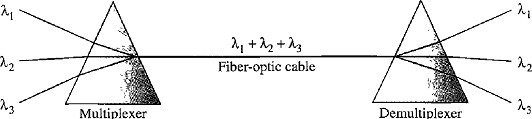 λ1
λ1
λ1 + λ2 + λ3
λ2
λ2
Fiber-optic cable
λ3
λ3
Multiplexer
Demultiplexer